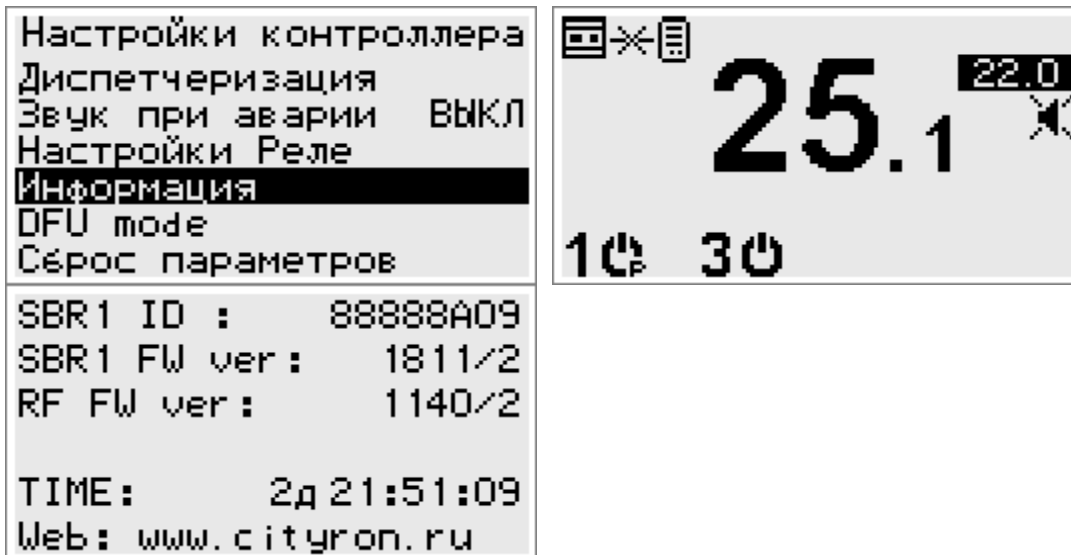 Настройки контроллера
Диспетчеризация
Звук при аварии ВЫКЛ
Настройки Реле
Информация
DFU mode
Сброс параметров
SBR1 ID : 88888A09
SBR1 FW ver: 1811/2
RF FW ver: 1140/2
TIME: 2д 21:51:09
Web: www.cityron.ru
22.0
25.1
1 P 3